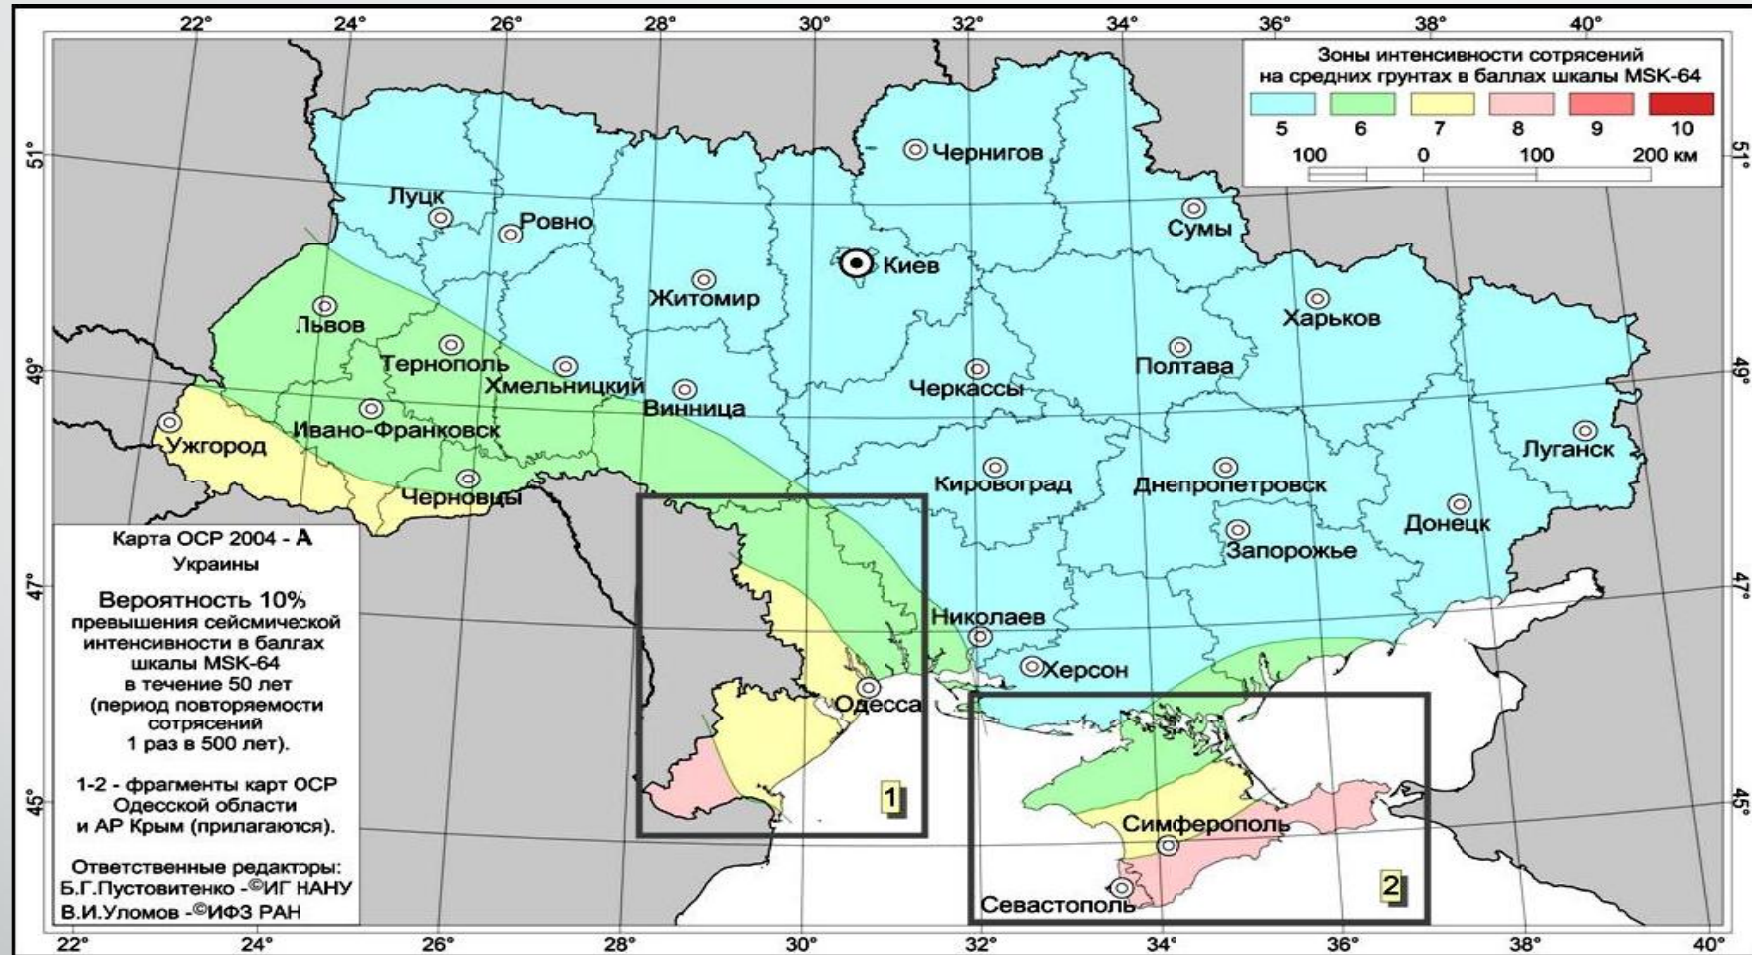 22° 24° 26° 28° 30° 32° 34° 36° 38° 40°
Зоны интенсивности сотрясений
на средних грунтах в баллах шкалы MSK-64
5 6 7 8 9 10
100 0 100 200 км
51° 51°
Чернигов
Луцк
Ровно
Сумы
Киев
Житомир
Харьков
Львов
Тернополь
Полтава
49° 49°
Хмельницкий
Черкассы
Винница
Ивано-Франковск
Ужгород
Луганск
Кировоград
Днепропетровск
Черновцы
Донецк
Запорожье
Карта ОСР 2004 - А
Украины
47° 47°
Вероятность 10%
превышения сейсмической
интенсивности в баллах
шкалы MSK-64
в течение 50 лет
(период повторяемости
сотрясений
1 раз в 500 лет).
Николаев
Херсон
Одесса
1-2 - фрагменты карт ОСР
Одесской области
и АР Крым (прилагаются).
45° 45°
1
Симферополь
Ответственные редакторы:
Б.Г.Пустовитенко -©ИГ НАНУ
В.И.Уломов -©ИФЗ РАН
2
Севастополь
22° 24° 26° 28° 30° 32° 34° 36° 38° 40°